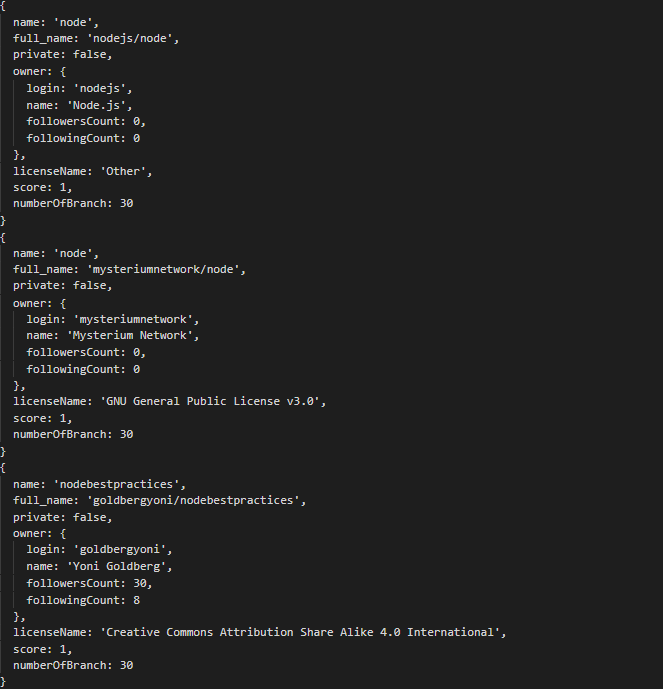 {
name: 'node',
full_name: 'nodejs/node',
private: false,
owner: {
login: 'nodejs',
name: 'Node.js',
followersCount: 0,
followingCount: 0
},
licenseName: 'Other',
score: 1,
numberOfBranch: 30
}
{
name: 'node',
full_name: 'mysteriumnetwork/node',
private: false,
owner: {
login: 'mysteriumnetwork',
name: 'Mysterium Network',
followersCount: 0,
followingCount: 0
},
licenseName: 'GNU General Public License v3.0',
score: 1,
numberOfBranch: 30
}
{
name: 'nodebestpractices',
full_name: 'goldbergyoni/nodebestpractices',
private: false,
owner: {
login: 'goldbergyoni',
name: 'Yoni Goldberg',
followersCount: 30,
followingCount: 8
},
licenseName: 'Creative Commons Attribution Share Alike 4.0 International',
score: 1,
numberOfBranch: 30
}